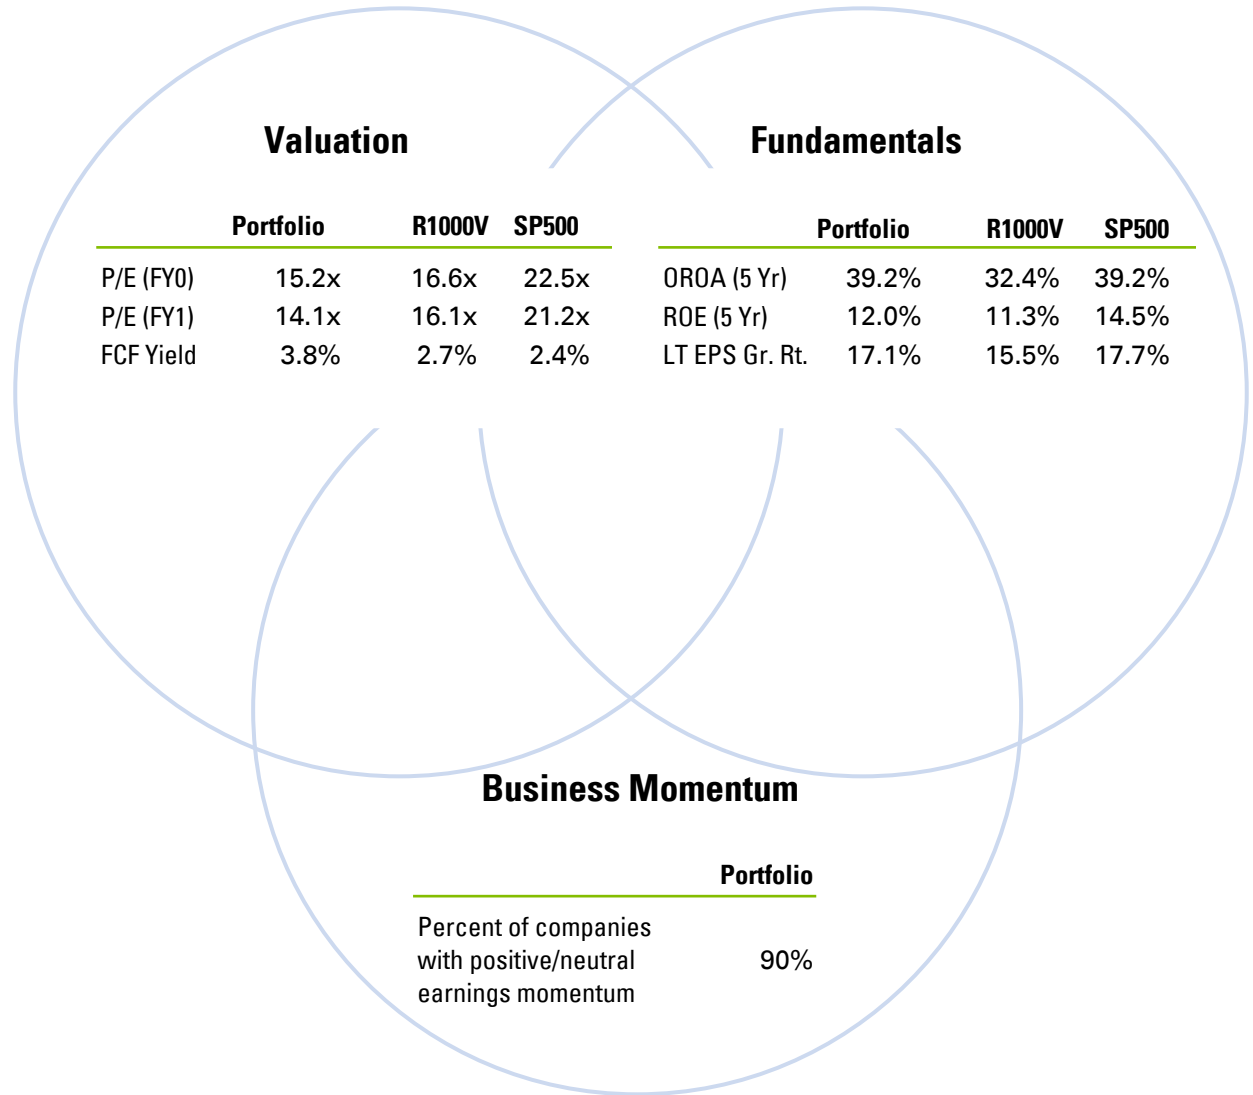 Valuation
Portfolio R1000V SP500
P/E (FY0) 15.2x 16.6x 22.5x
P/E (FY1) 14.1x 16.1x 21.2x
FCF Yield 3.8% 2.7% 2.4%
Fundamentals
Portfolio R1000V SP500
OROA (5 Yr) 39.2% 32.4% 39.2%
ROE (5 Yr) 12.0% 11.3% 14.5%
LT EPS Gr. Rt. 17.1% 15.5% 17.7%
Business Momentum
Portfolio
Percent of companies
with positive/neutral 90%
earnings momentum